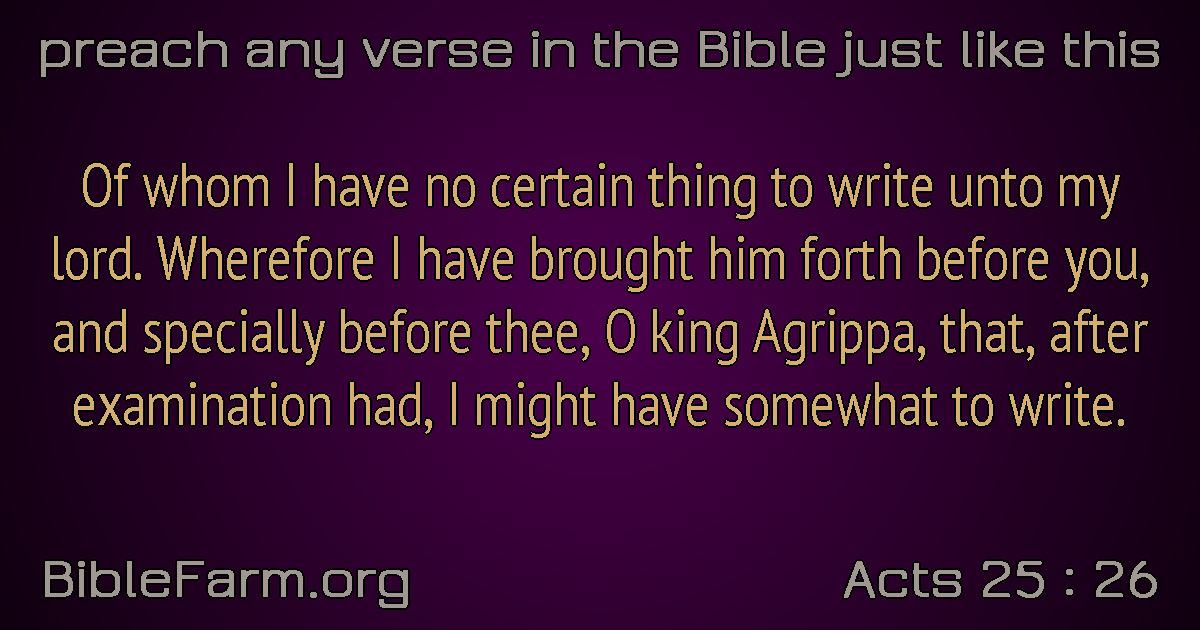 preach any verse in the Bible just like this
Of whom I have no certain thing to write unto my
lord. Wherefore I have brought him forth before you,
and specially before thee, O king Agrippa, that, after
examination had, I might have somewhat to write.
BibleFarm.org
Acts 25 : 26